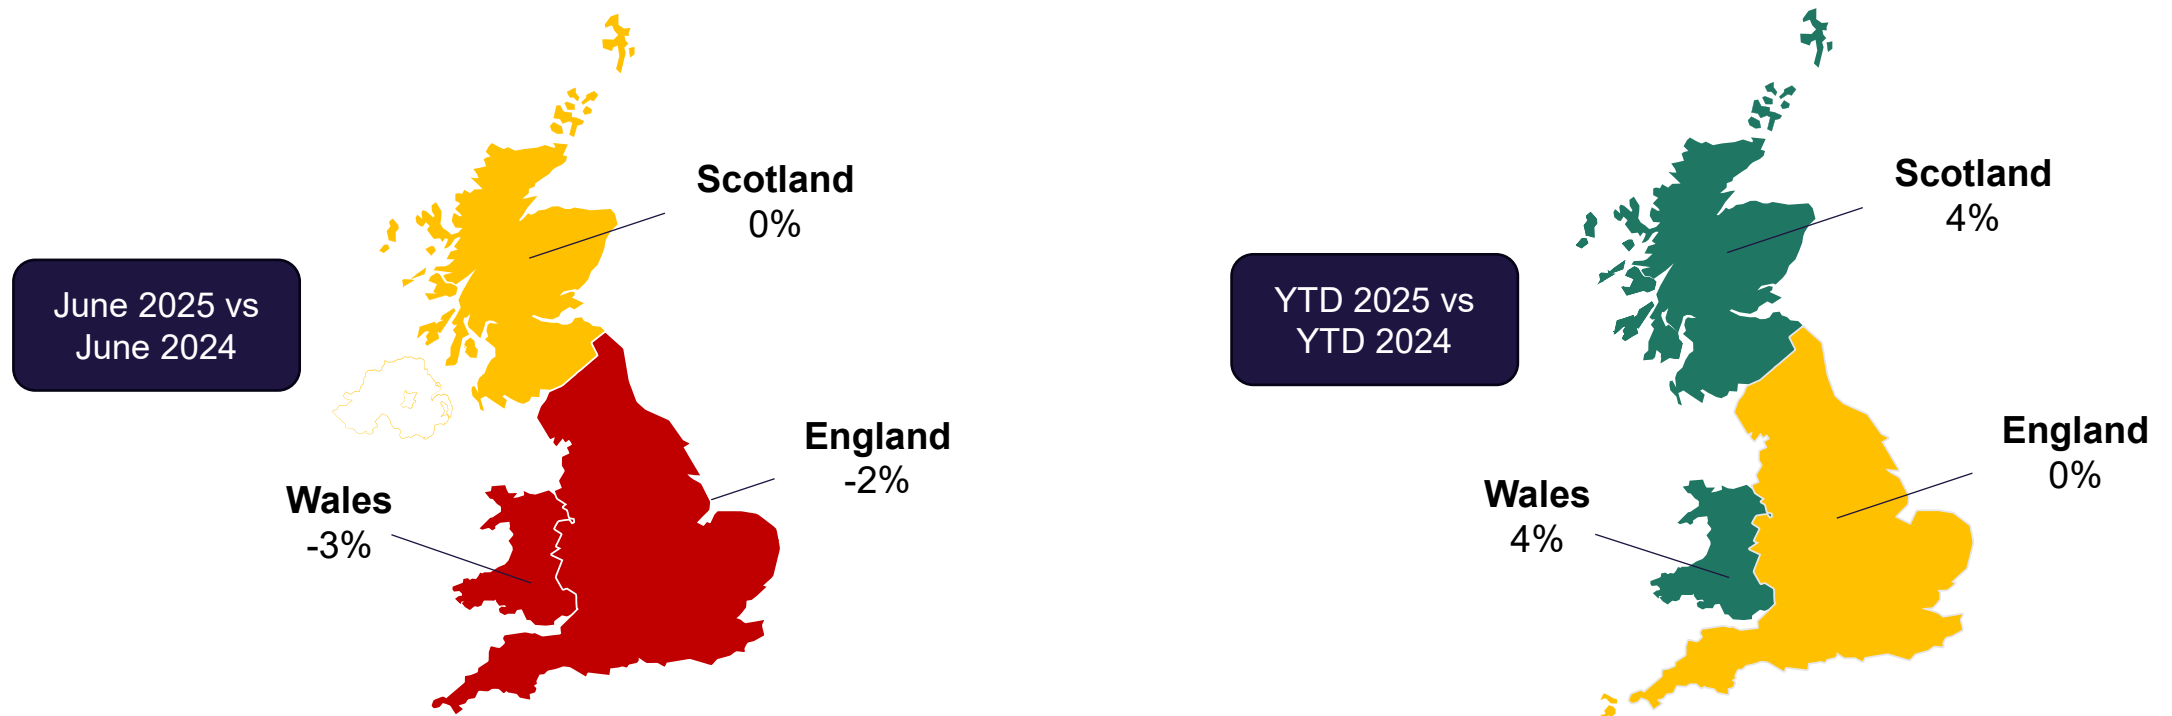 June 2025 vs
June 2024
Scotland
0%
England
-2%
Wales
-3%
YTD 2025 vs
YTD 2024
Scotland
4%
England
0%
Wales
4%